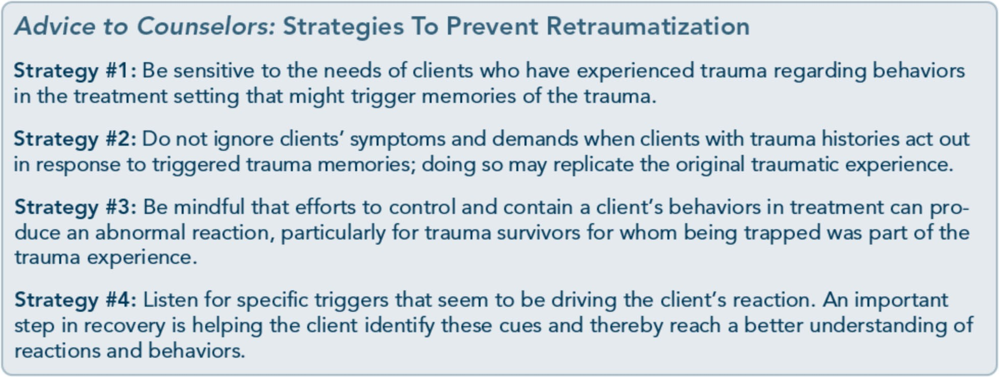 Advice to Counselors: Strategies To Prevent Retraumatization
Strategy #1: Be sensitive to the needs of clients who have experienced trauma regarding behaviors
in the treatment setting that might trigger memories of the trauma.
Strategy #2: Do not ignore clients’ symptoms and demands when clients with trauma histories act out
in response to triggered trauma memories; doing so may replicate the original traumatic experience.
Strategy #3: Be mindful that efforts to control and contain a client’s behaviors in treatment can pro-
duce an abnormal reaction, particularly for trauma survivors for whom being trapped was part of the
trauma experience.
Strategy #4: Listen for specific triggers that seem to be driving the client’s reaction. An important
step in recovery is helping the client identify these cues and thereby reach a better understanding of
reactions and behaviors.